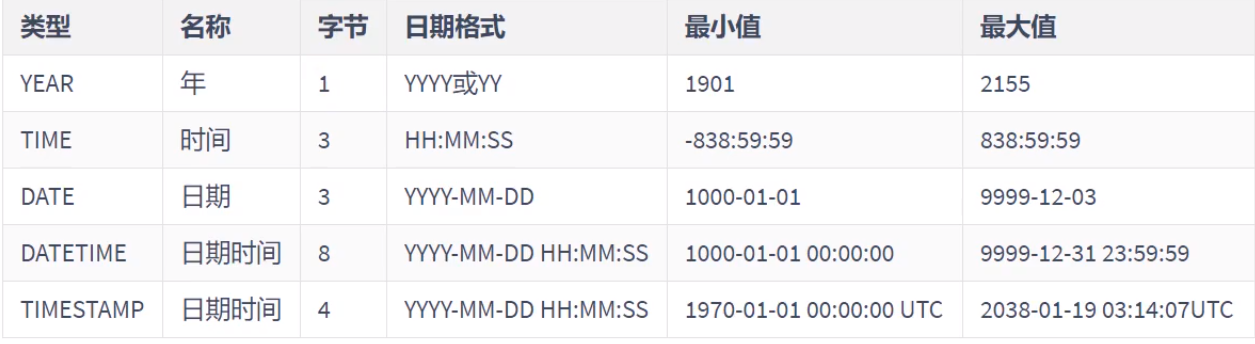 类型 名称 字节 日期格式 最小值 最大值
YEAR 年 1 YYYY或YY 1901 2155
TIME 时间 3 HH:MM:SS -838:59:59 838:59:59
DATE 日期 3 YYYY-MM-DD 1000-01-01 9999-12-03
DATETIME 日期时间 8 YYYY-MM-DD HH:MM:SS 1000-01-01 00:00:00 9999-12-31 23:59:59
TIMESTAMP 日期时间 4 YYYY-MM-DD HH:MM:SS 1970-01-01 00:00:00 UTC 2038-01-19 03:14:07UTC